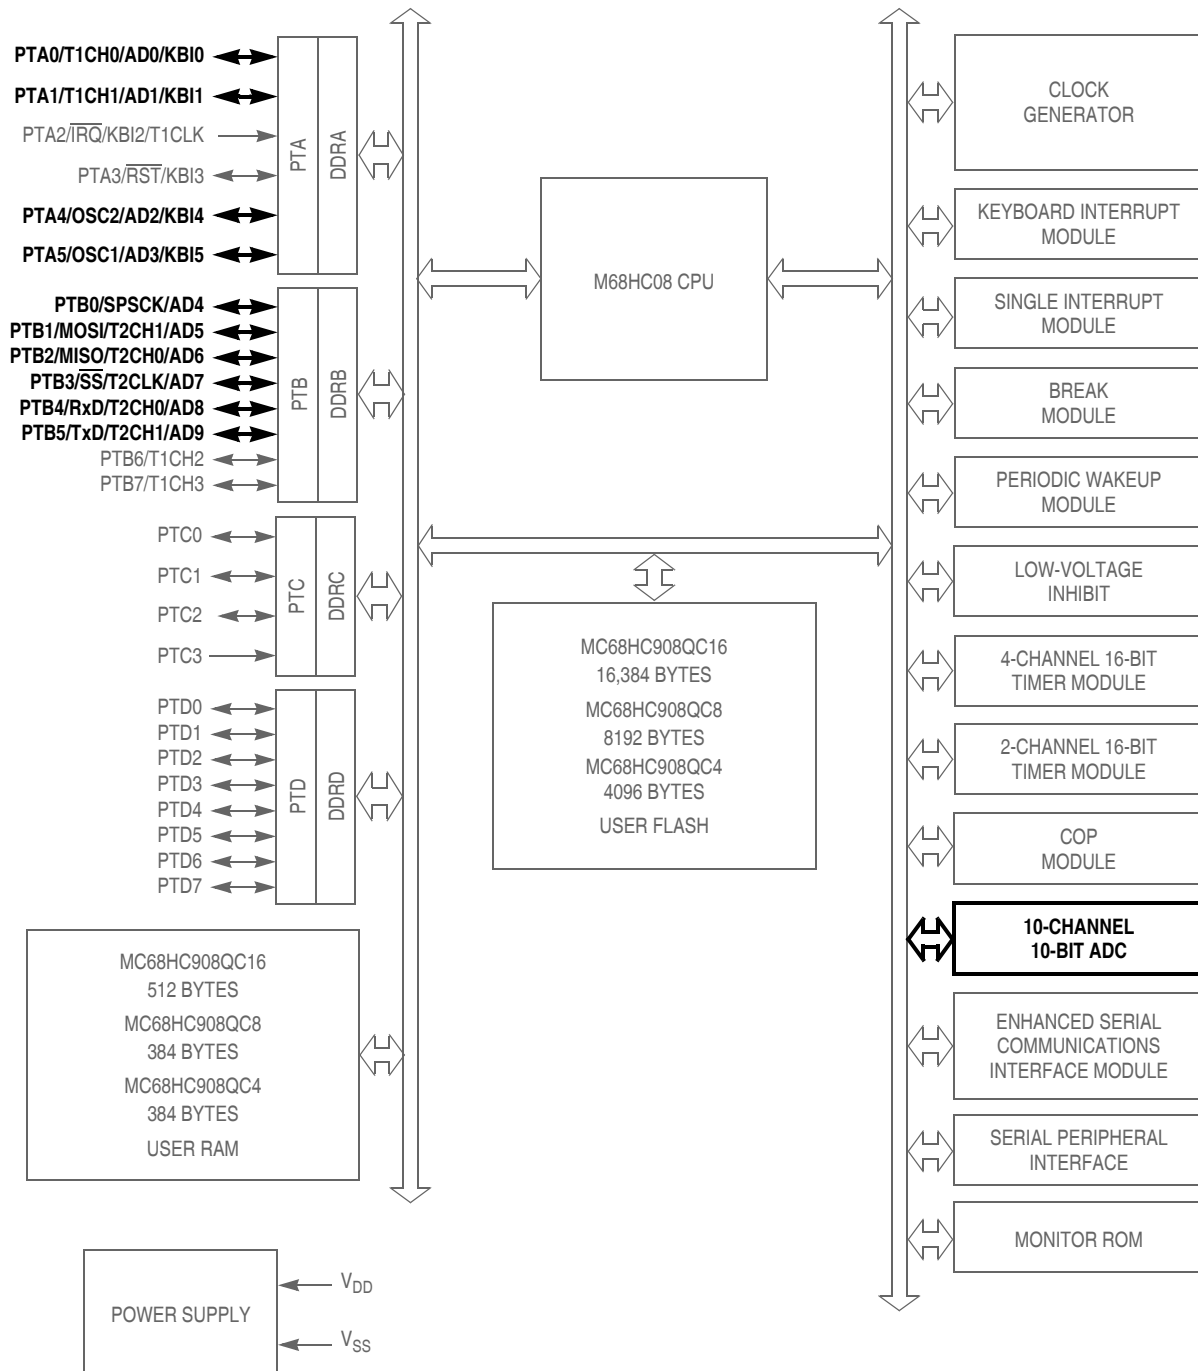 PTA0/T1CH0/AD0/KBI0
PTA1/T1CH1/AD1/KBI1
PTA2/IRQ/KBI2/T1CLK
PTA3/RST/KBI3
PTA4/OSC2/AD2/KBI4
PTA5/OSC1/AD3/KBI5
PTA
DDRA
PTB0/SPSCK/AD4
PTB1/MOSI/T2CH1/AD5
PTB2/MISO/T2CH0/AD6
PTB3/SS/T2CLK/AD7
PTB4/RxD/T2CH0/AD8
PTB5/TxD/T2CH1/AD9
PTB6/T1CH2
PTB7/T1CH3
PTB
DDRB
PTC0
PTC1
PTC2
PTC3
PTC
DDRC
PTD0
PTD1
PTD2
PTD3
PTD4
PTD5
PTD6
PTD7
PTD
DDRD
MC68HC908QC16
512 BYTES
MC68HC908QC8
384 BYTES
MC68HC908QC4
384 BYTES
USER RAM
POWER SUPPLY
VDD
VSS
M68HC08 CPU
MC68HC908QC16
16,384 BYTES
MC68HC908QC8
8192 BYTES
MC68HC908QC4
4096 BYTES
USER FLASH
CLOCK
GENERATOR
KEYBOARD INTERRUPT
MODULE
SINGLE INTERRUPT
MODULE
BREAK
MODULE
PERIODIC WAKEUP
MODULE
LOW-VOLTAGE
INHIBIT
4-CHANNEL 16-BIT
TIMER MODULE
2-CHANNEL 16-BIT
TIMER MODULE
COP
MODULE
10-CHANNEL
10-BIT ADC
ENHANCED SERIAL
COMMUNICATIONS
INTERFACE MODULE
SERIAL PERIPHERAL
INTERFACE
MONITOR ROM